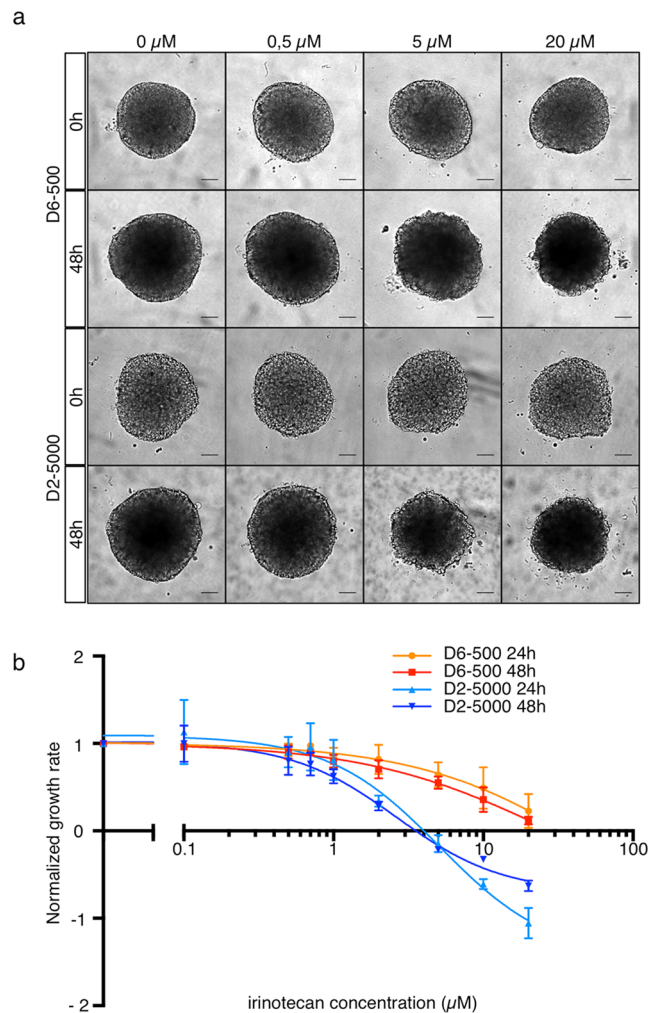 a
0 µM 0,5 µM 5 µM 20 µM
D6-500
0h
48h
D2-5000
0h
48h
b
D6-500 24h
D6-500 48h
D2-5000 24h
D2-5000 48h
Normalized growth rate
2
1
0
-1
- 2
0.1 1 10 100
irinotecan concentration (µM)